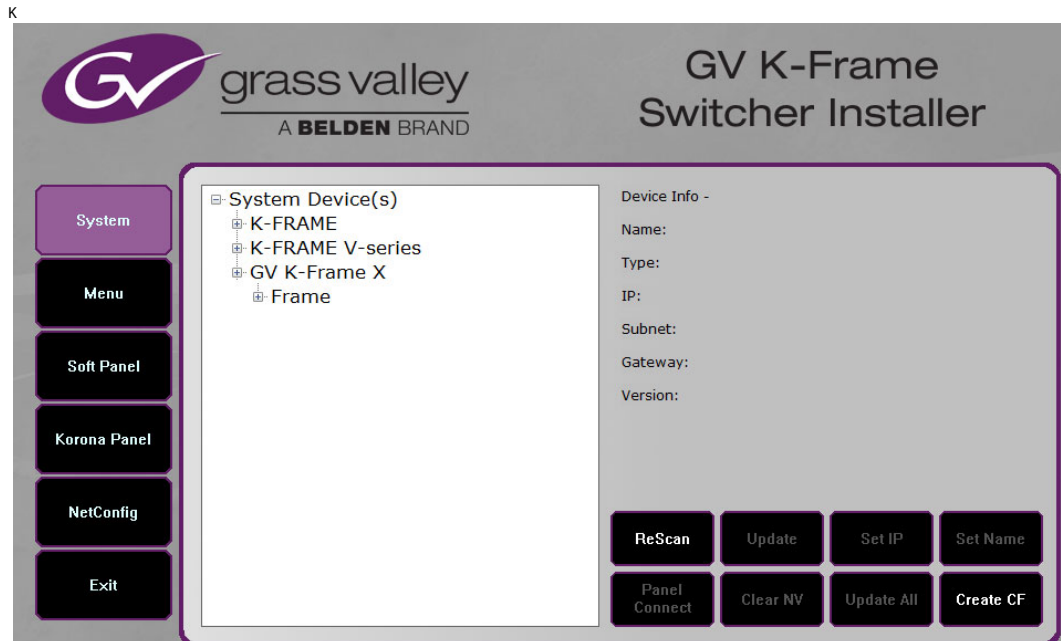 K
GV
grass valley
A BELDEN BRAND
GV K-Frame
Switcher Installer
System
Menu
Soft Panel
Korona Panel
NetConfig
Exit
System Device(s)
K-FRAME
K-FRAME V-series
GV K-Frame X
Frame
Device Info -
Name:
Type:
IP:
Subnet:
Gateway:
Version:
ReScan
Update
Set IP
Set Name
Panel
Connect
Clear NV
Update All
Create CF